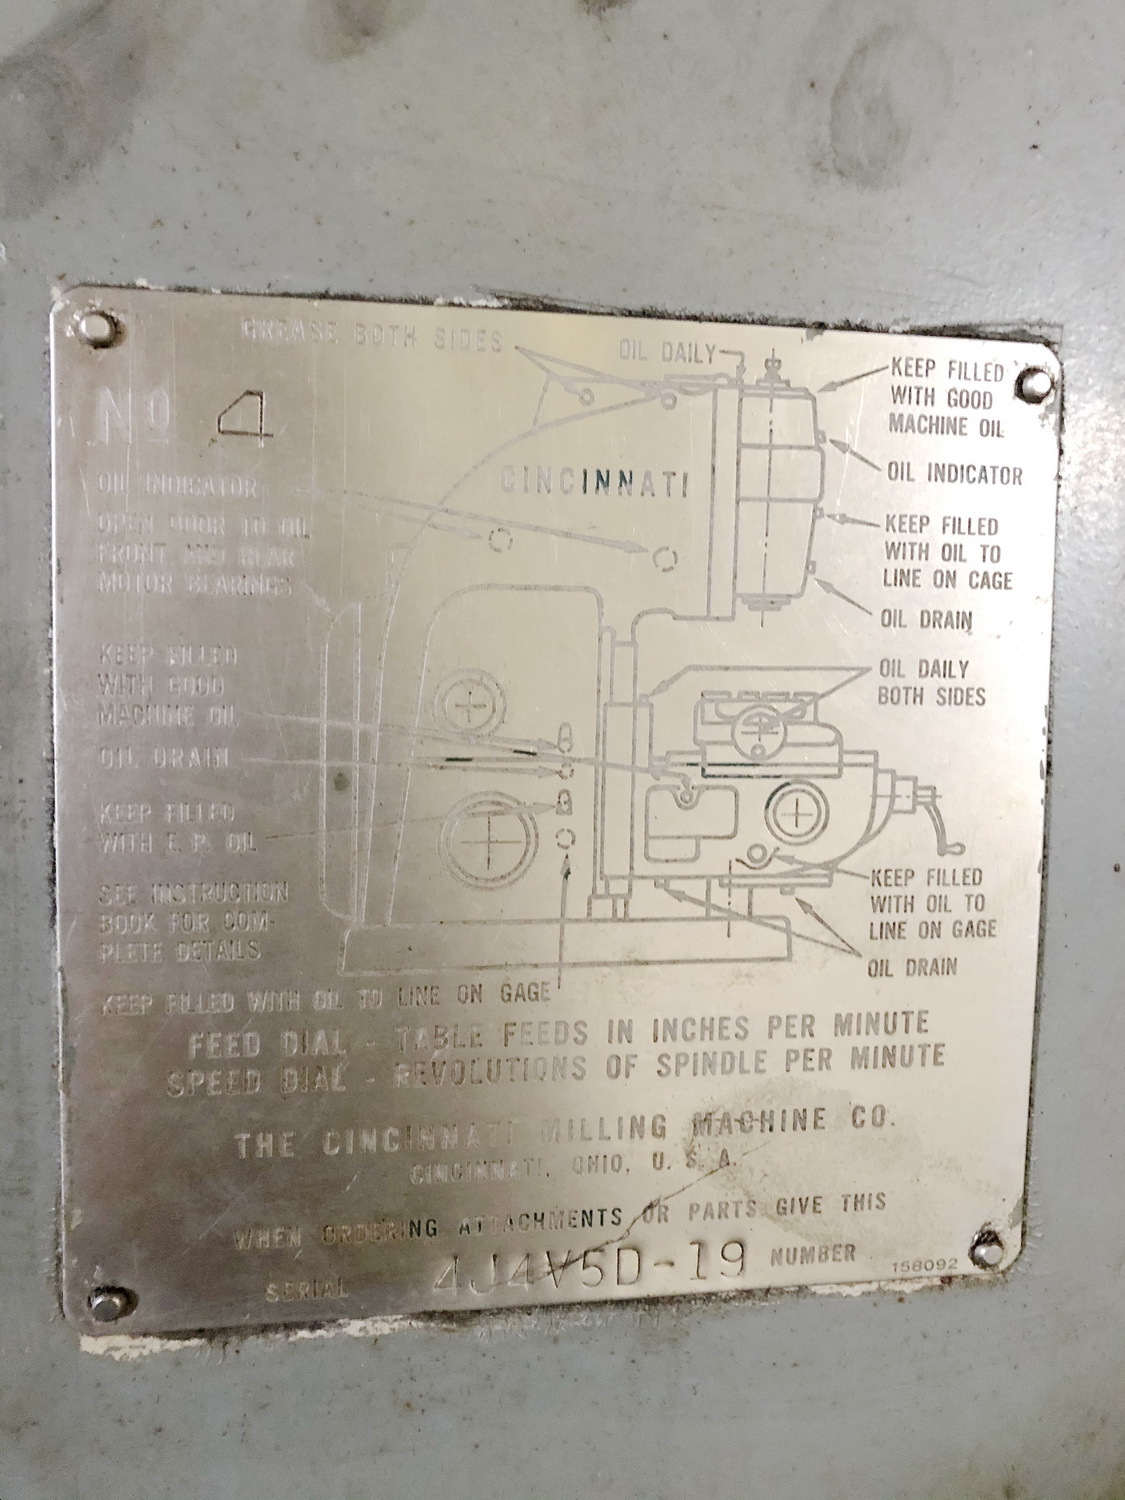 GREASE BOTH SIDES
OIL DAILY
KEEP FILLED
WITH GOOD
MACHINE OIL
Nº 4
OIL INDICATOR
CINCINNATI
OIL INDICATOR
OPEN DOOR TO OIL
FRONT AND REAR
MOTOR BEARINGS
KEEP FILLED
WITH OIL TO
LINE ON CAGE
OIL DRAIN
KEEP FILLED
WITH GOOD
MACHINE OIL
OIL DAILY
BOTH SIDES
OIL DRAIN
KEEP FILLED
WITH E. P. OIL
SEE INSTRUCTION
BOOK FOR COM-
PLETE DETAILS
KEEP FILLED
WITH OIL TO
LINE ON GAGE
OIL DRAIN
KEEP FILLED WITH OIL TO LINE ON GAGE
FEED DIAL - TABLE FEEDS IN INCHES PER MINUTE
SPEED DIAL - REVOLUTIONS OF SPINDLE PER MINUTE
THE CINCINNATI MILLING MACHINE CO.
CINCINNATI, OHIO, U. S. A.
WHEN ORDERING ATTACHMENTS OR PARTS GIVE THIS
SERIAL 4J4V5D-19 NUMBER
158092